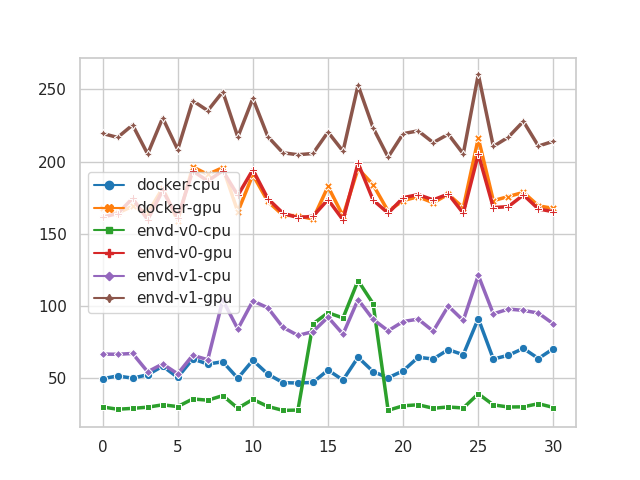 250
200
150
100
50
docker-cpu
docker-gpu
envd-v0-cpu
envd-v0-gpu
envd-v1-cpu
envd-v1-gpu
0 5 10 15 20 25 30